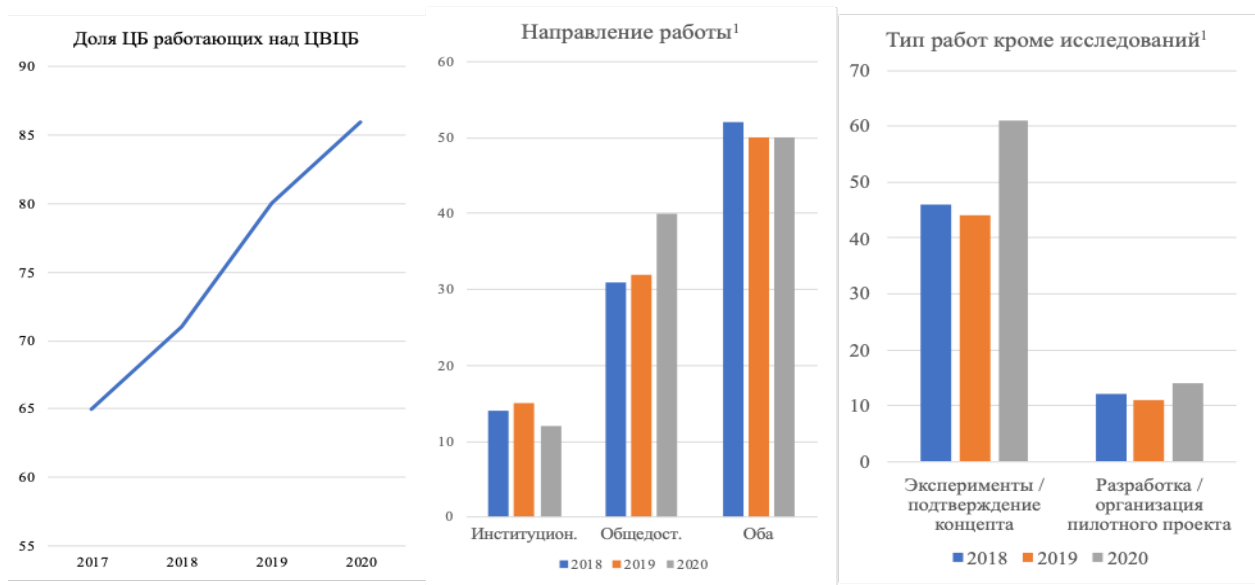 Доля ЦБ работающих над ЦВЦБ
90
85
80
75
70
65
60
55
2017 2018 2019 2020
Направление работы¹
60
50
40
30
20
10
0
Институцион. Общедост. Оба
2018 2019 2020
Тип работ кроме исследований¹
70
60
50
40
30
20
10
0
Эксперименты /
подтверждение
концепта
Разработка /
организация
пилотного проекта
2018 2019 2020